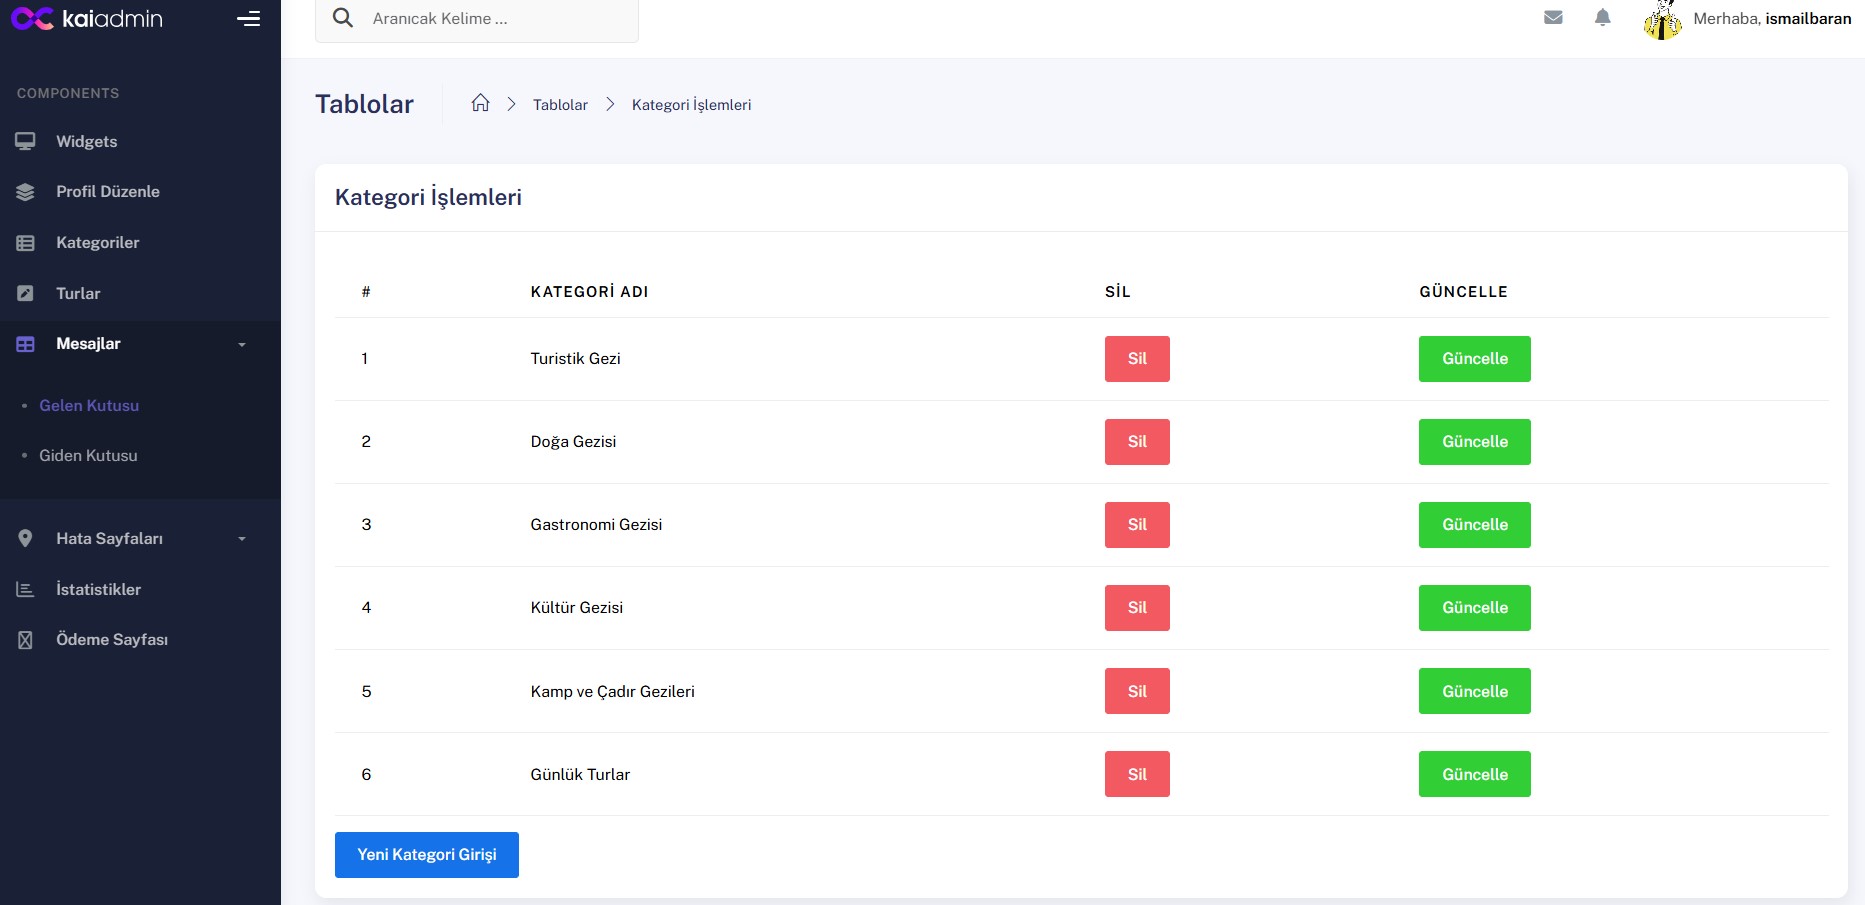 kaiadmin
COMPONENTS
Widgets
Profil Düzenle
Kategoriler
Turlar
Mesajlar
Gelen Kutusu
Giden Kutusu
Hata Sayfaları
İstatistikler
Ödeme Sayfası
Aranıcak Kelime ...
Merhaba, ismailbaran
Tablolar
Tablolar
Kategori İşlemleri
Kategori İşlemleri
# KATEGORİ ADI SİL GÜNCELLE
1 Turistik Gezi Sil Güncelle
2 Doğa Gezisi Sil Güncelle
3 Gastronomi Gezisi Sil Güncelle
4 Kültür Gezisi Sil Güncelle
5 Kamp ve Çadır Gezileri Sil Güncelle
6 Günlük Turlar Sil Güncelle
Yeni Kategori Girişi